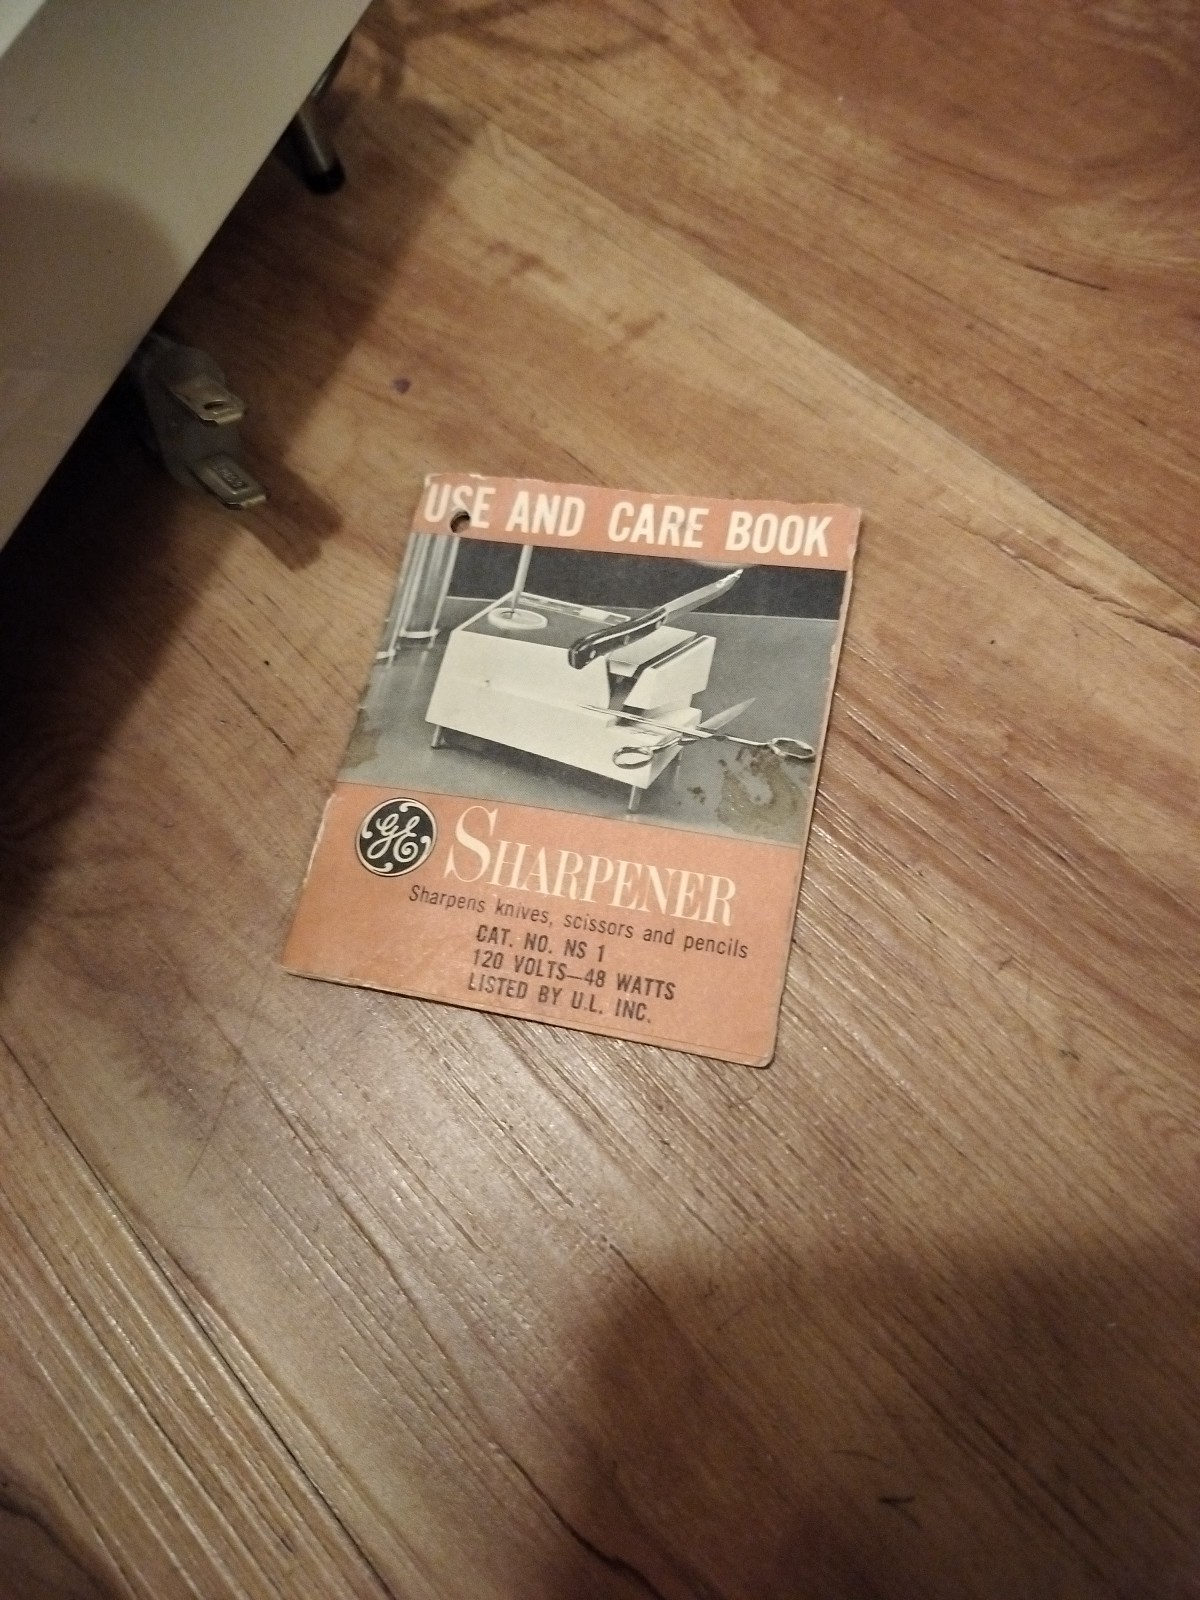 USE AND CARE BOOK
GE
SHARPENER
Sharpens knives, scissors and pencils
CAT. NO. NS 1
120 VOLTS—48 WATTS
LISTED BY U.L. INC.